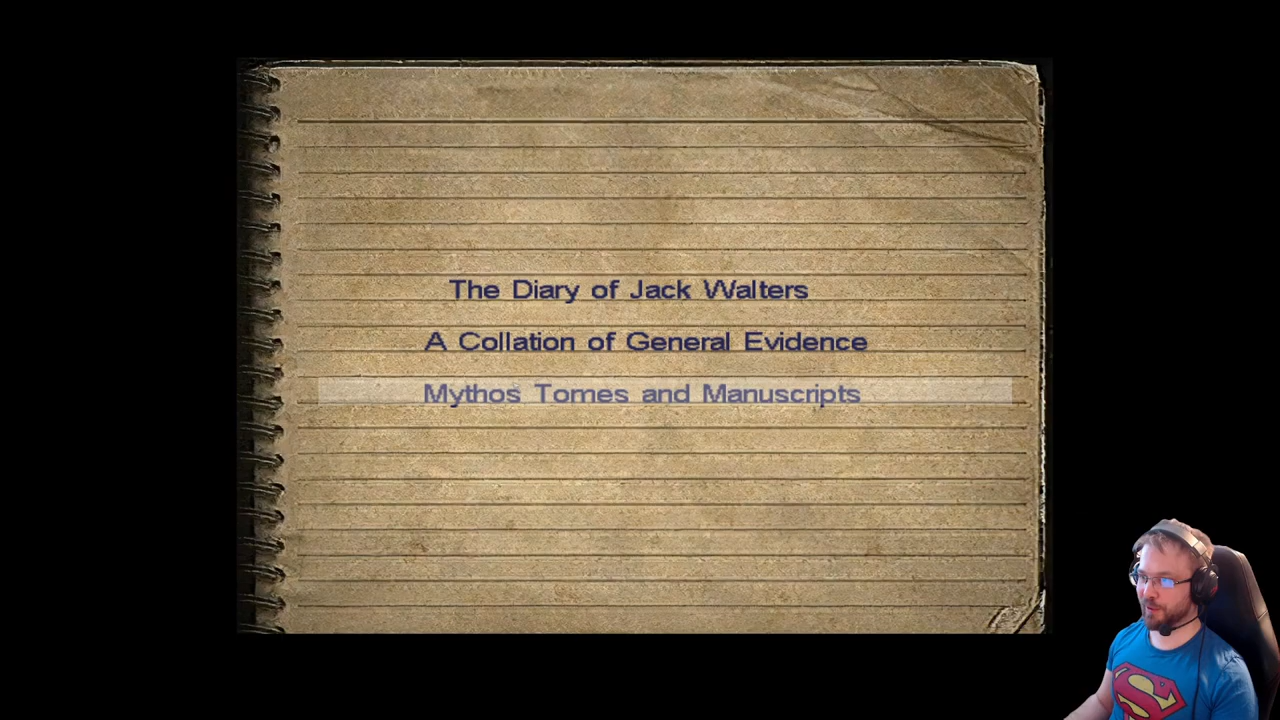 The Diary of Jack Walters
A Collation of General Evidence
Mythos Tomes and Manuscripts